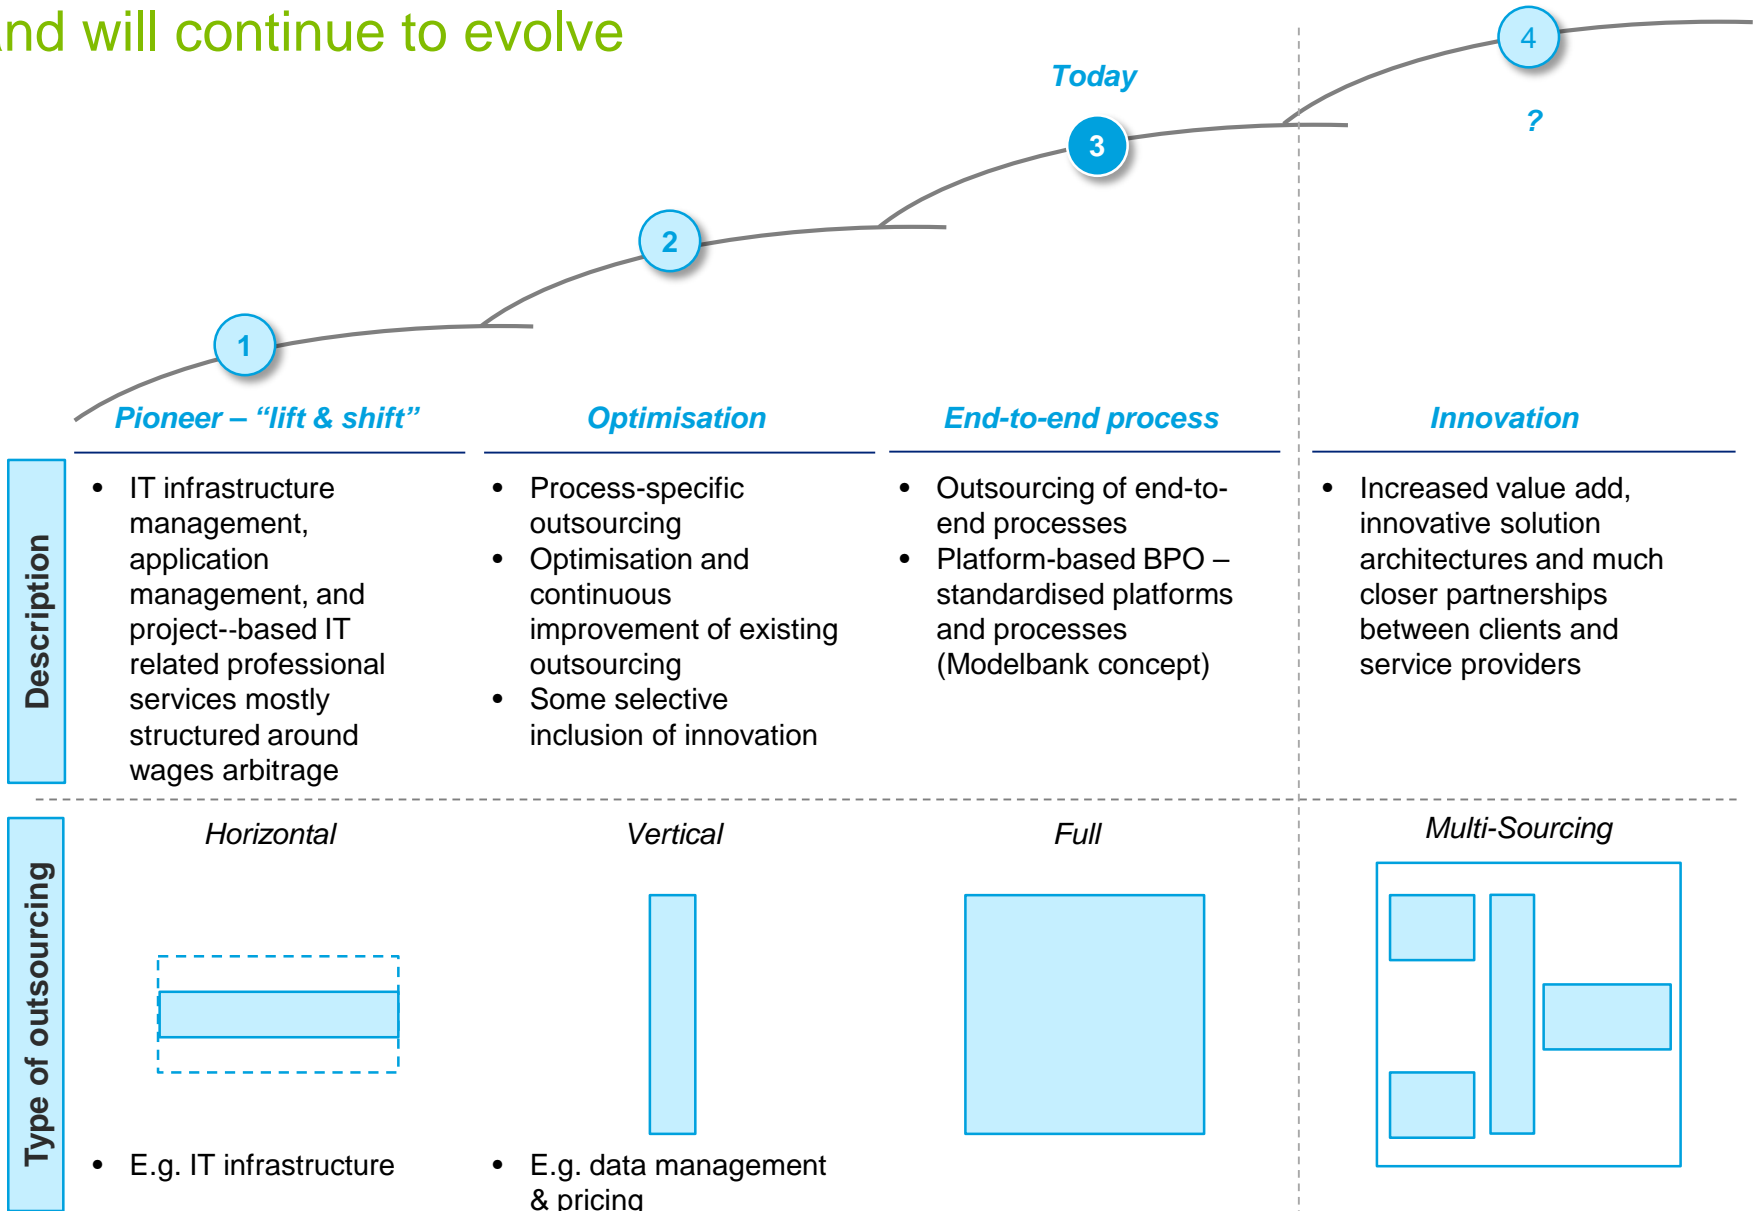 nd will continue to evolve
4
Today
?
3
2
1
Pioneer – “lift & shift”
Optimisation
End-to-end process
Innovation
Description
• IT infrastructure
management,
application
management, and
project--based IT
related professional
services mostly
structured around
wages arbitrage
• Process-specific
outsourcing
• Optimisation and
continuous
improvement of existing
outsourcing
• Some selective
inclusion of innovation
• Outsourcing of end-to-
end processes
• Platform-based BPO –
standardised platforms
and processes
(Modelbank concept)
• Increased value add,
innovative solution
architectures and much
closer partnerships
between clients and
service providers
Type of outsourcing
Horizontal
Vertical
Full
Multi-Sourcing
• E.g. IT infrastructure
• E.g. data management
& pricing